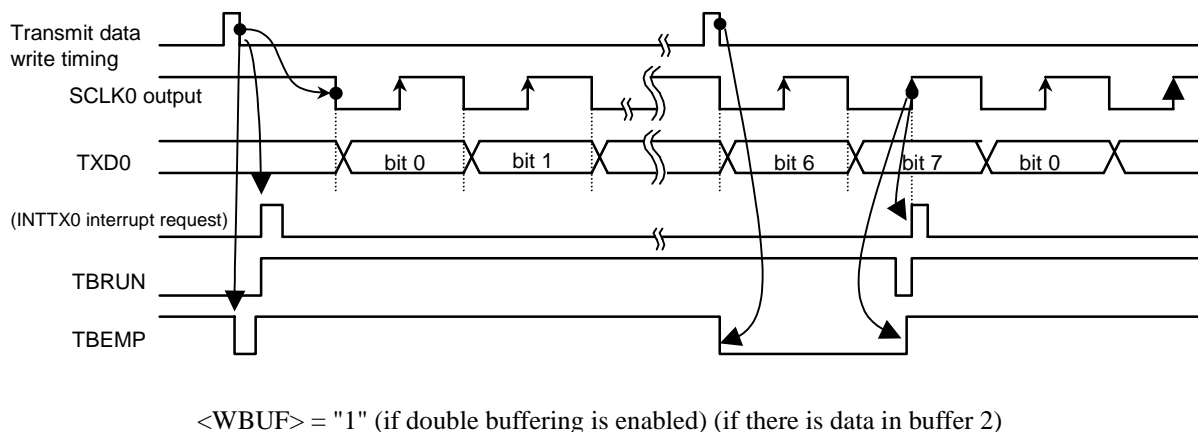 Transmit data
write timing
SCLK0 output
TXD0
bit 0
bit 1
bit 6
bit 7
bit 0
(INTTX0 interrupt request)
TBRUN
TBEMP
<WBUF> = "1" (if double buffering is enabled) (if there is data in buffer 2)